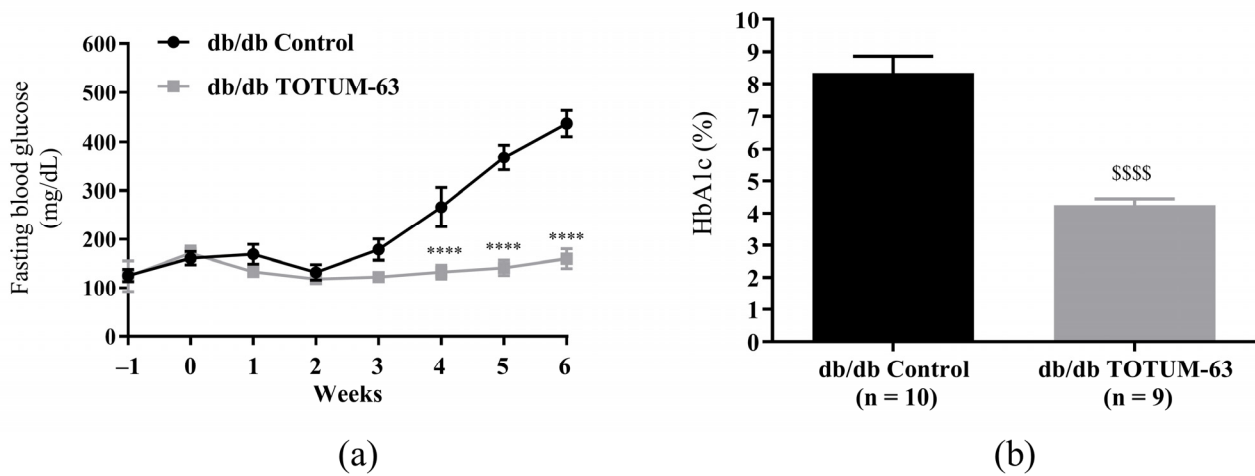 db/db Control
db/db TOTUM-63
Fasting blood glucose
(mg/dL)
600
500
400
300
200
100
0
**** **** ****
–1 0 1 2 3 4 5 6
Weeks
(a)
HbA1c (%)
10
9
8
7
6
5
4
3
2
1
0
$$$$
db/db Control db/db TOTUM-63
(n = 10) (n = 9)
(b)